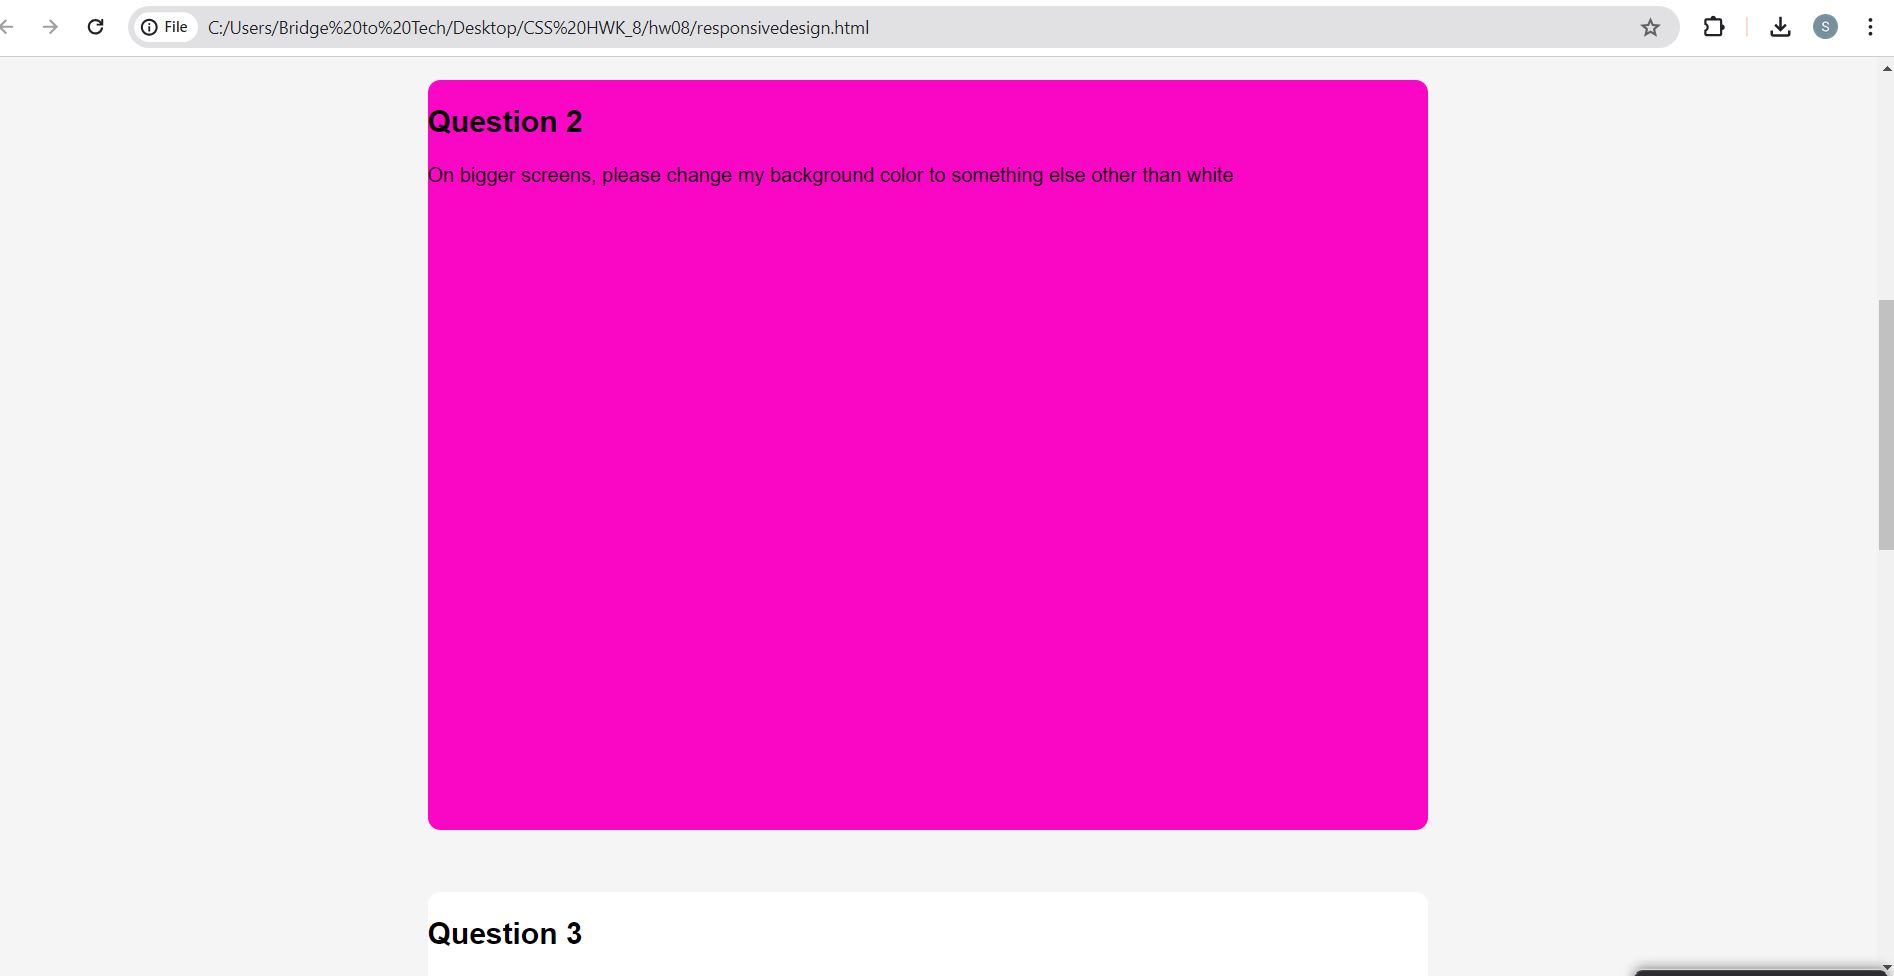 File C:/Users/Bridge%20to%20Tech/Desktop/CSS%20HWK_8/hw08/responsivedesign.html
S
Question 2
On bigger screens, please change my background color to something else other than white
Question 3